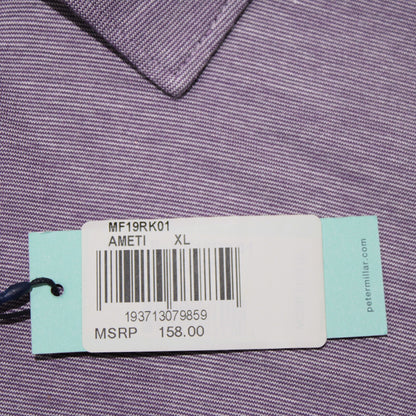 MF19RK01
AMETI XL
193713079859
MSRP 158.00
petermillar.com